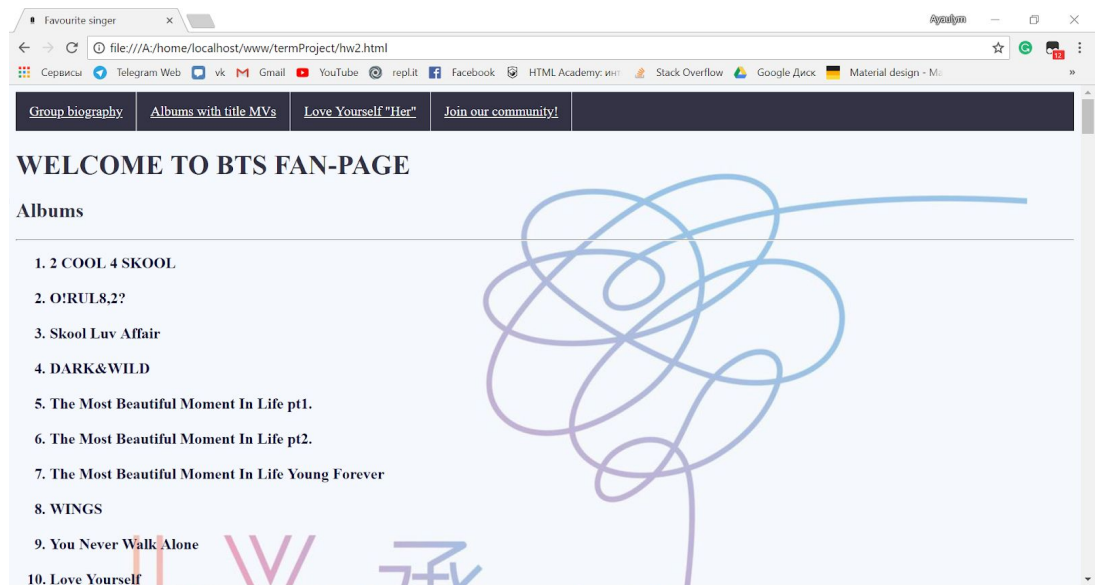 Favourite singer
Ayaulym
file:///A:/home/localhost/www/termProject/hw2.html
Сервисы Telegram Web vk Gmail YouTube repl.it Facebook HTML Academy: инт Stack Overflow Google Диск Material design - Ma
12
Group biography Albums with title MVs Love Yourself "Her" Join our community!
WELCOME TO BTS FAN-PAGE
Albums
1. 2 COOL 4 SKOOL
2. O!RUL8,2?
3. Skool Luv Affair
4. DARK&WILD
5. The Most Beautiful Moment In Life pt1.
6. The Most Beautiful Moment In Life pt2.
7. The Most Beautiful Moment In Life Young Forever
8. WINGS
9. You Never Walk Alone
10. Love Yourself
承